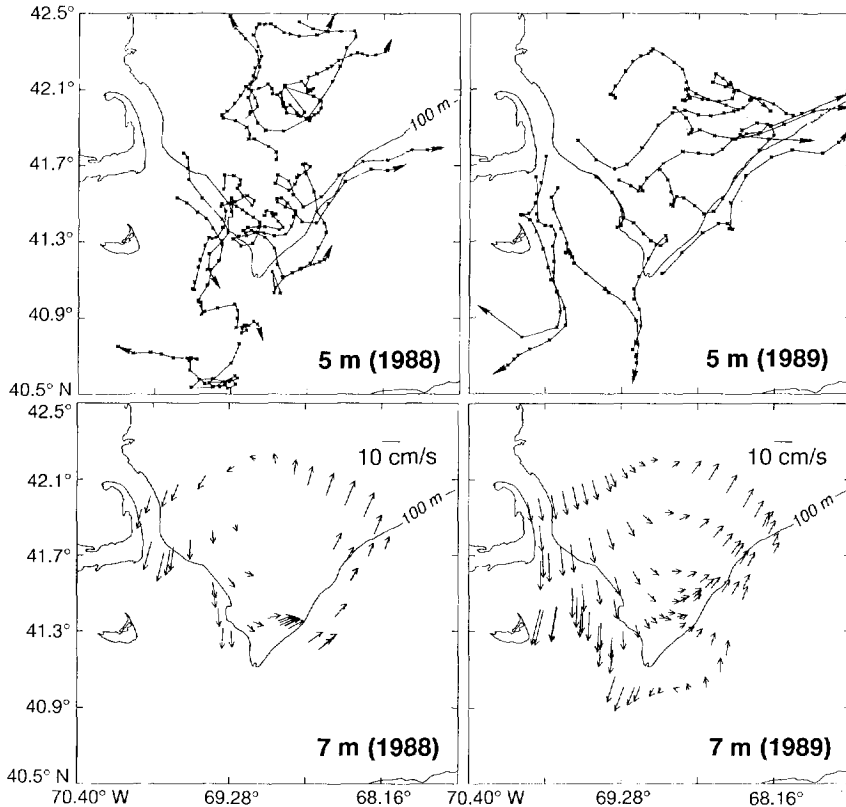 42.5°
42.1°
41.7°
41.3°
40.9°
40.5° N
100 m
5 m (1988)
5 m (1989)
42.5°
42.1°
41.7°
41.3°
40.9°
40.5° N
10 cm/s
100 m
7 m (1988)
10 cm/s
100 m
7 m (1989)
70.40° W
69.28°
68.16°
70.40° W
69.28°
68.16°